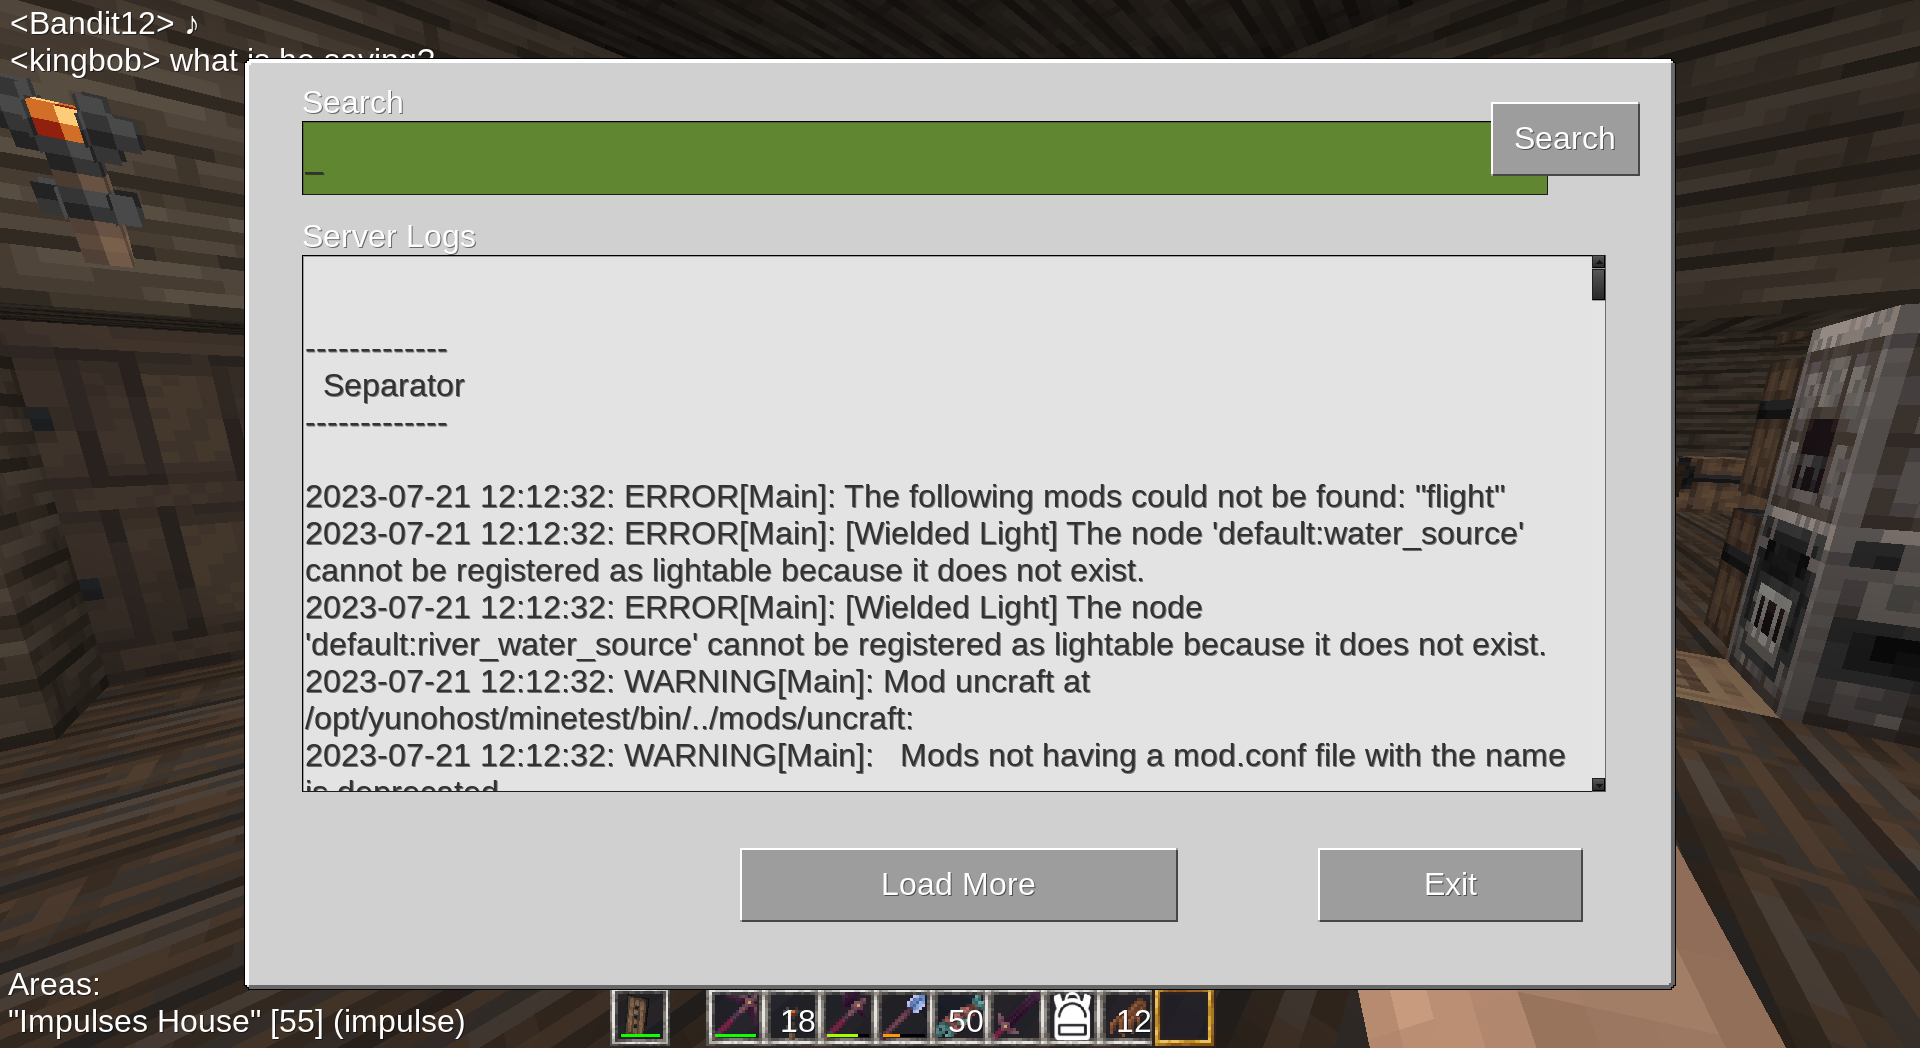 <Bandit12> ♪
<kingbob> what is he saying?
Search
Search
_
Server Logs
-------------
Separator
-------------
2023-07-21 12:12:32: ERROR[Main]: The following mods could not be found: "flight"
2023-07-21 12:12:32: ERROR[Main]: [Wielded Light] The node 'default:water_source'
cannot be registered as lightable because it does not exist.
2023-07-21 12:12:32: ERROR[Main]: [Wielded Light] The node
'default:river_water_source' cannot be registered as lightable because it does not exist.
2023-07-21 12:12:32: WARNING[Main]: Mod uncraft at
/opt/yunohost/minetest/bin/../mods/uncraft:
2023-07-21 12:12:32: WARNING[Main]:   Mods not having a mod.conf file with the name
is deprecated
Load More
Exit
Areas:
"Impulses House" [55] (impulse)
18
50
12